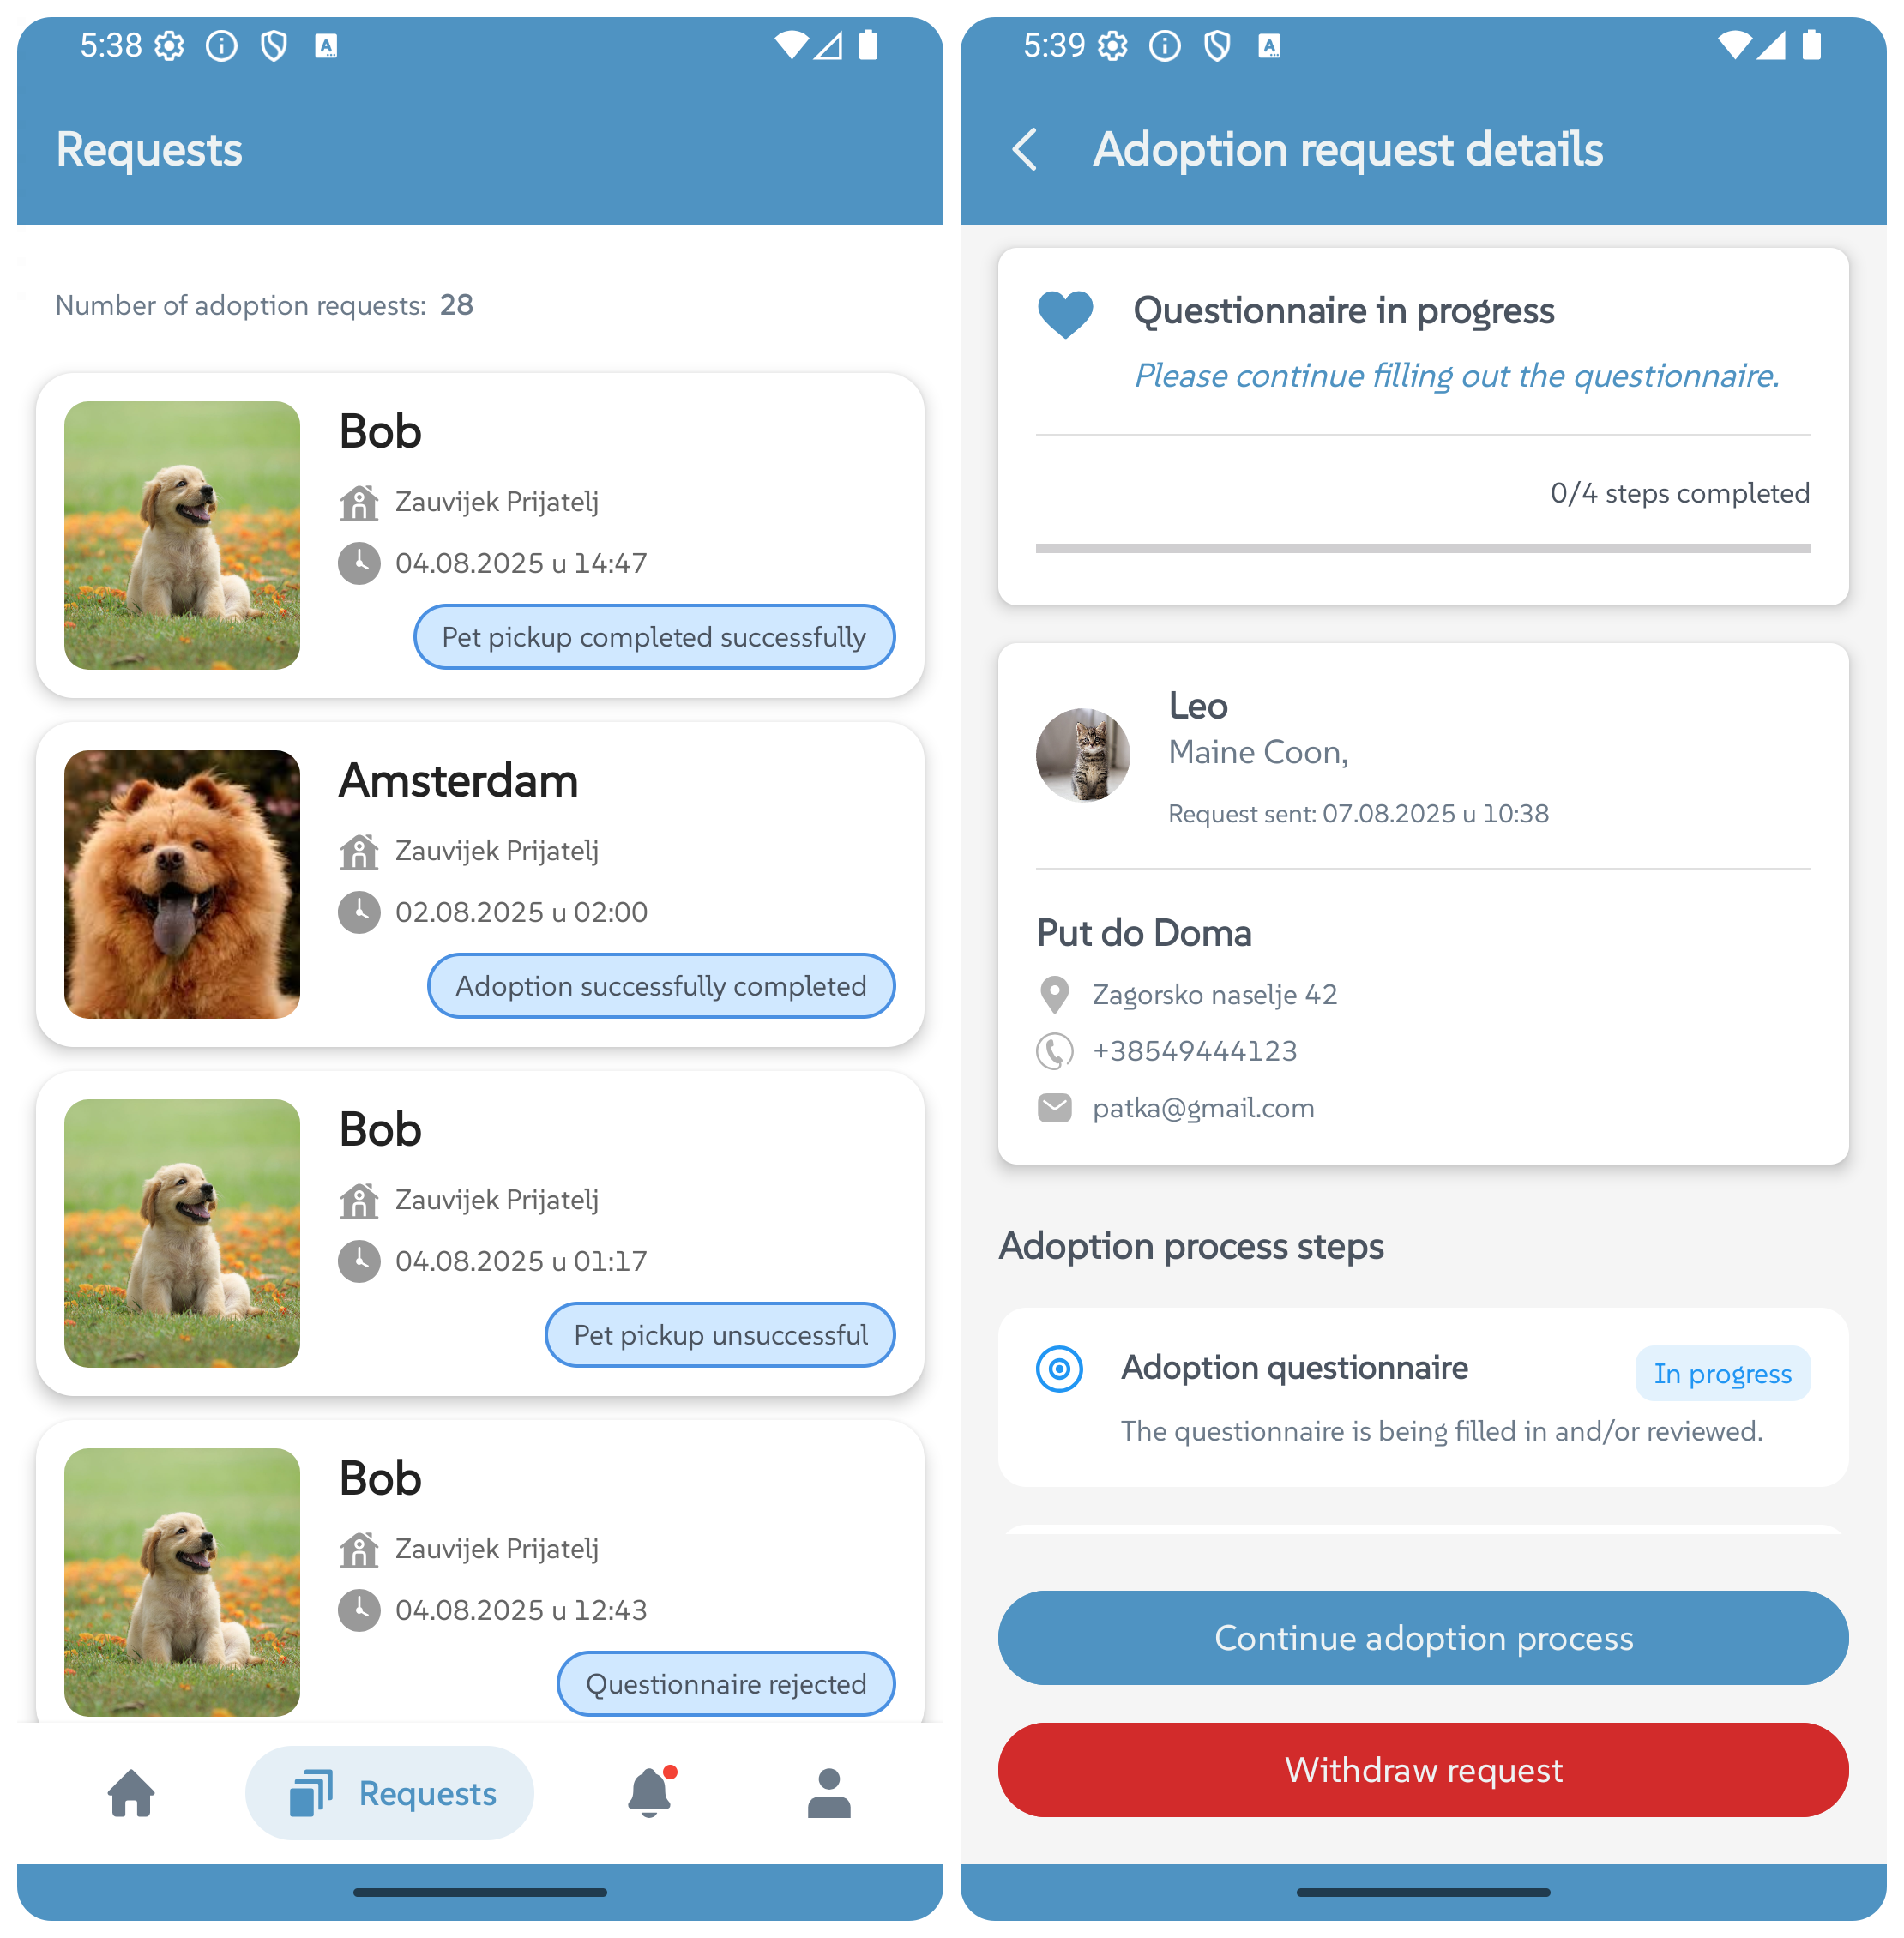 5:38
Requests
Number of adoption requests: 28
Bob
Zauvijek Prijatelj
04.08.2025 u 14:47
Pet pickup completed successfully
Amsterdam
Zauvijek Prijatelj
02.08.2025 u 02:00
Adoption successfully completed
Bob
Zauvijek Prijatelj
04.08.2025 u 01:17
Pet pickup unsuccessful
Bob
Zauvijek Prijatelj
04.08.2025 u 12:43
Questionnaire rejected
Requests
5:39
Adoption request details
Questionnaire in progress
Please continue filling out the questionnaire.
0/4 steps completed
Leo
Maine Coon,
Request sent: 07.08.2025 u 10:38
Put do Doma
Zagorsko naselje 42
+38549444123
patka@gmail.com
Adoption process steps
Adoption questionnaire
In progress
The questionnaire is being filled in and/or reviewed.
Continue adoption process
Withdraw request